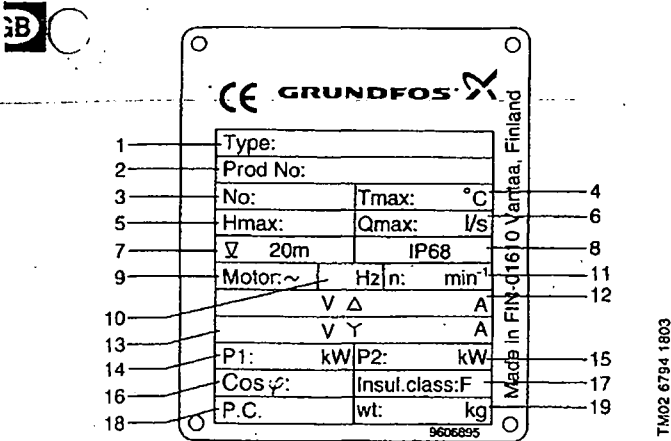 GB
CE GRUNDFOS
1 Type:
2 Prod No:
3 No: Tmax: °C 4
5 Hmax: Qmax: l/s 6
7 20m IP68 8
9 Motor:~ Hz n: min⁻¹ 11
10 V △ A 12
13 V Y A
14 P1: kW P2: kW 15
16 Cos φ: Insul.class:F 17
18 P.C. wt: kg 19
9606895
Made in FIN-01610 Vantaa, Finland
TM02 6794 1803